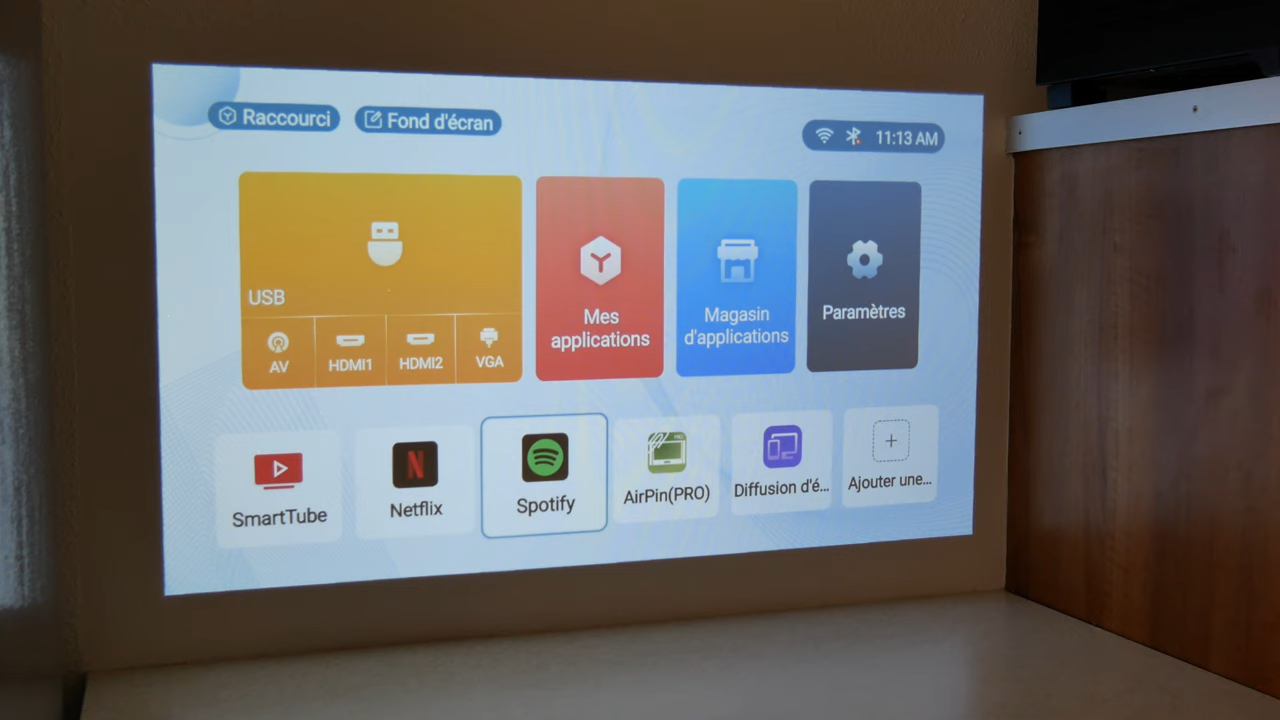 Raccourci
Fond d'écran
11:13 AM
USB
AV
HDMI1
HDMI2
VGA
Mes
applications
Magasin
d'applications
Paramètres
SmartTube
Netflix
Spotify
AirPin(PRO)
Diffusion d'é...
Ajouter une...